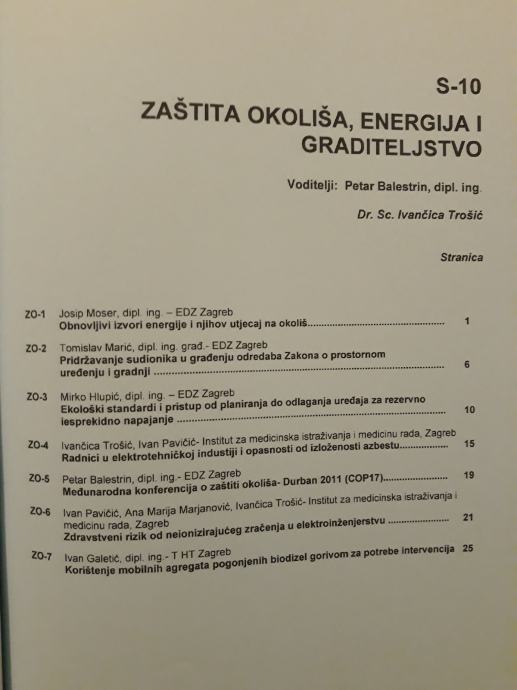 S-10
ZAŠTITA OKOLIŠA, ENERGIJA I
GRADITELJSTVO
Voditelji: Petar Balestrin, dipl. ing.
Dr. Sc. Ivančica Trošić
Stranica
ZO-1 Josip Moser, dipl. ing. – EDZ Zagreb
Obnovljivi izvori energije i njihov utjecaj na okoliš.................................................. 1
ZO-2 Tomislav Marić, dipl. ing. građ.- EDZ Zagreb
Pridržavanje sudionika u građenju odredaba Zakona o prostornom
uređenju i gradnji .................................................................................... 6
ZO-3 Mirko Hlupić, dipl. ing. – EDZ Zagreb
Ekološki standardi i pristup od planiranja do odlaganja uređaja za rezervno
iesprekidno napajanje .............................................................................. 10
ZO-4 Ivančica Trošić, Ivan Pavičić- Institut za medicinska istraživanja i medicinu rada, Zagreb
Radnici u elektrotehničkoj industiji i opasnosti od izloženosti azbestu...................... 15
ZO-5 Petar Balestrin, dipl. ing.- EDZ Zagreb
Međunarodna konferencija o zaštiti okoliša- Durban 2011 (COP17)...................... 19
ZO-6 Ivan Pavičić, Ana Marija Marjanović, Ivančica Trošić- Institut za medicinska istraživanja i
medicinu rada, Zagreb
Zdravstveni rizik od neionizirajućeg zračenja u elektroinženjerstvu .................... 21
ZO-7 Ivan Galetić, dipl. ing.- T HT Zagreb
Korištenje mobilnih agregata pogonjenih biodizel gorivom za potrebe intervencija 25